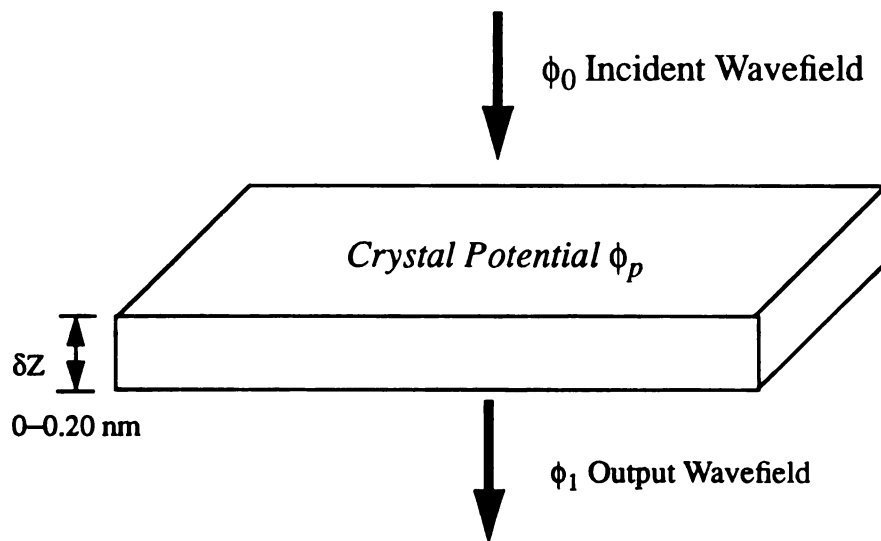 ϕ₀ Incident Wavefield
Crystal Potential ϕₚ
δZ
0–0.20 nm
ϕ₁ Output Wavefield